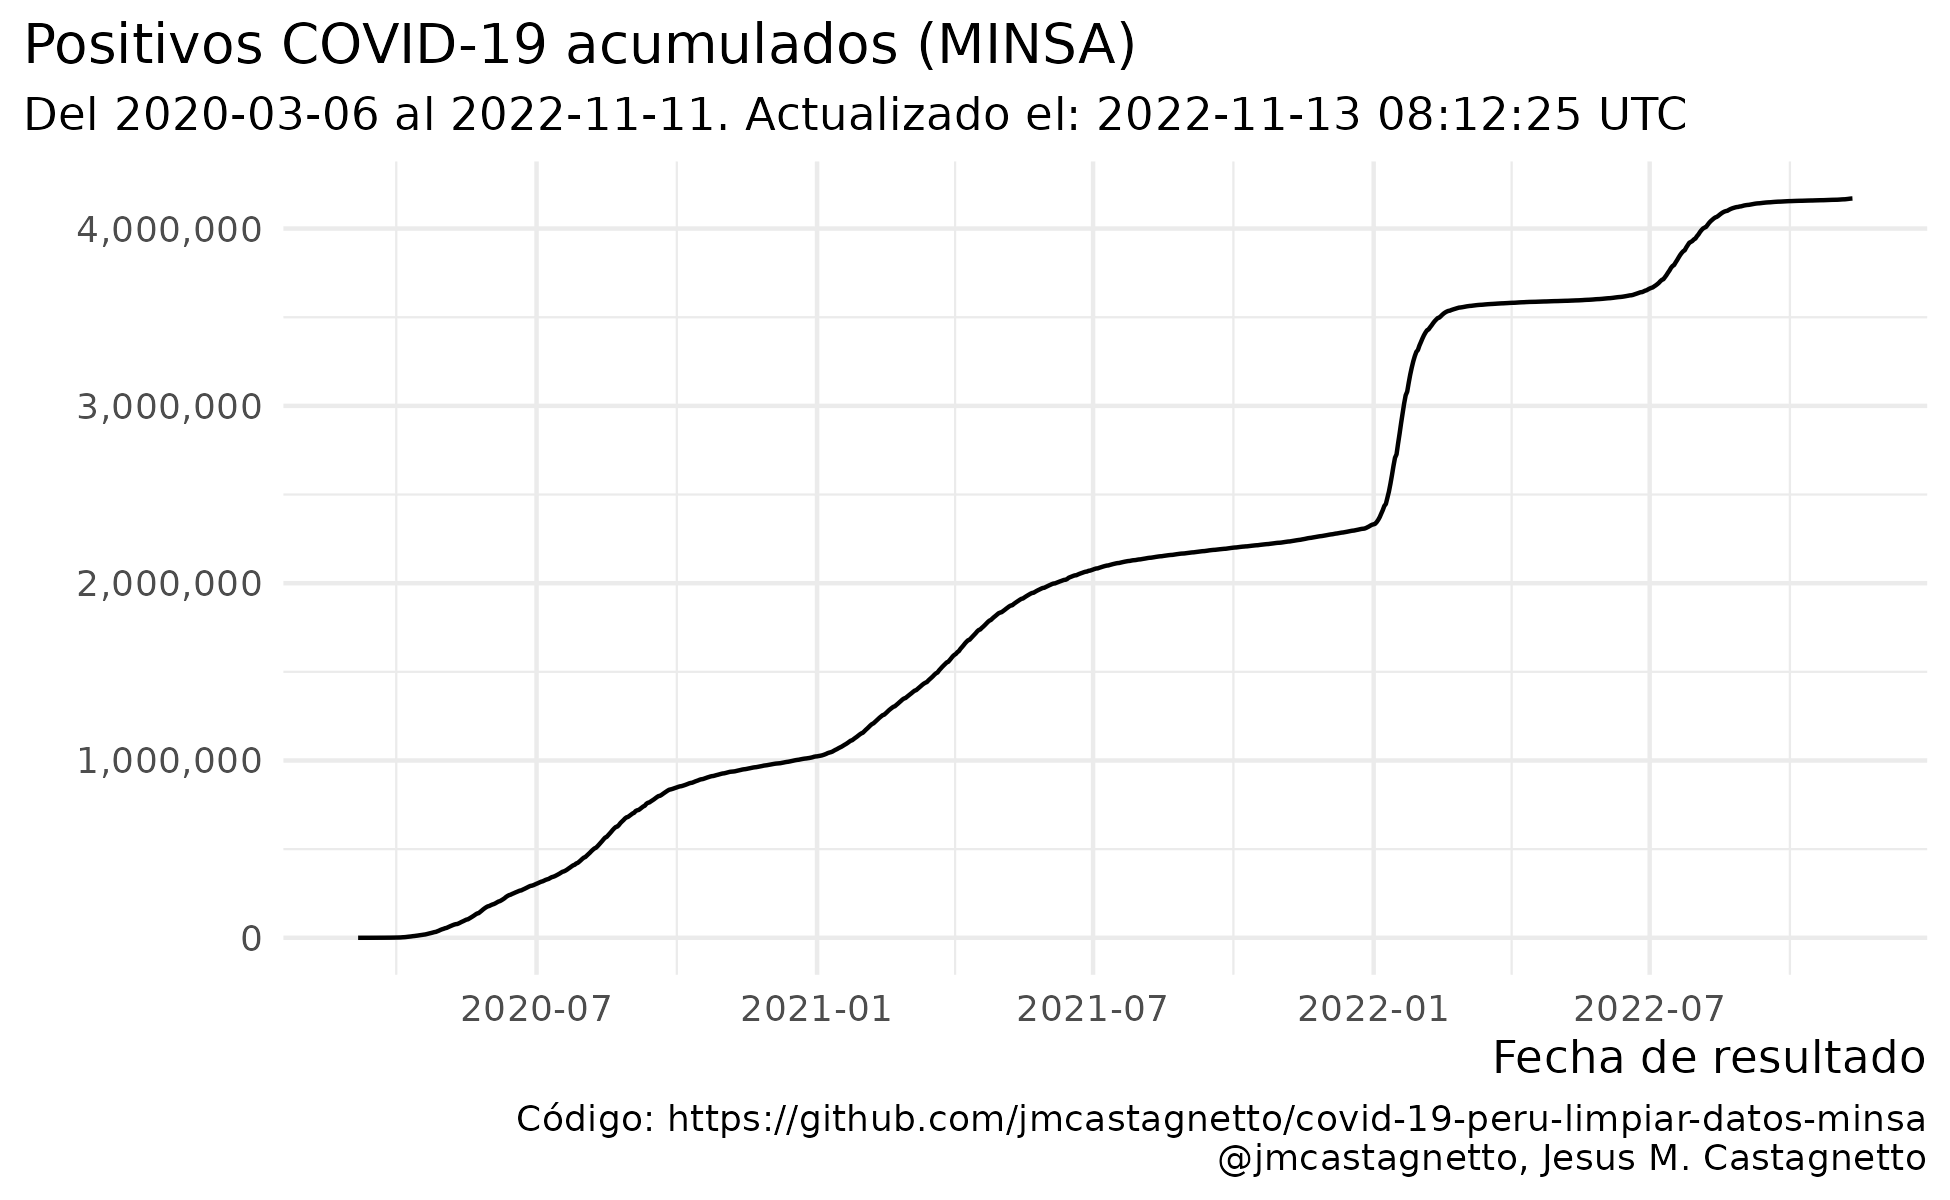 Positivos COVID-19 acumulados (MINSA)
Del 2020-03-06 al 2022-11-11. Actualizado el: 2022-11-13 08:12:25 UTC
4,000,000
3,000,000
2,000,000
1,000,000
0
2020-07 2021-01 2021-07 2022-01 2022-07
Fecha de resultado
Código: https://github.com/jmcastagnetto/covid-19-peru-limpiar-datos-minsa
@jmcastagnetto, Jesus M. Castagnetto